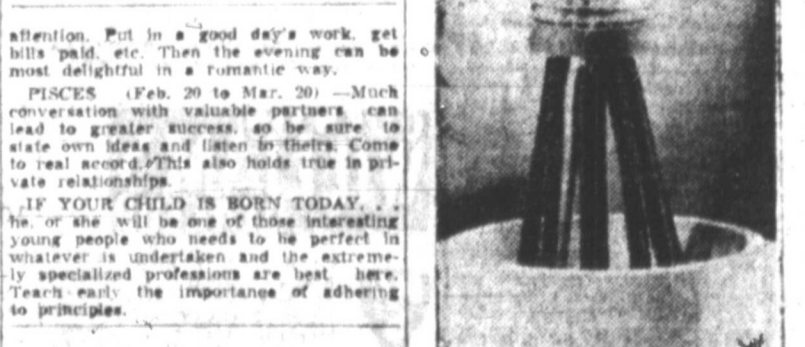 attention. Put in a good day's work, get
bills paid, etc. Then the evening can be
most delightful in a romantic way.
PISCES (Feb. 20 to Mar. 20) —Much
conversation with valuable partners can
lead to greater success, so be sure to
state own ideas and listen to theirs. Come
to real accord. This also holds true in pri-
vate relationships.
IF YOUR CHILD IS BORN TODAY. . .
he, or she will be one of those interesting
young people who needs to be perfect in
whatever is undertaken and the extreme-
ly specialized professions are best here.
Teach early the importance of adhering
to principles.